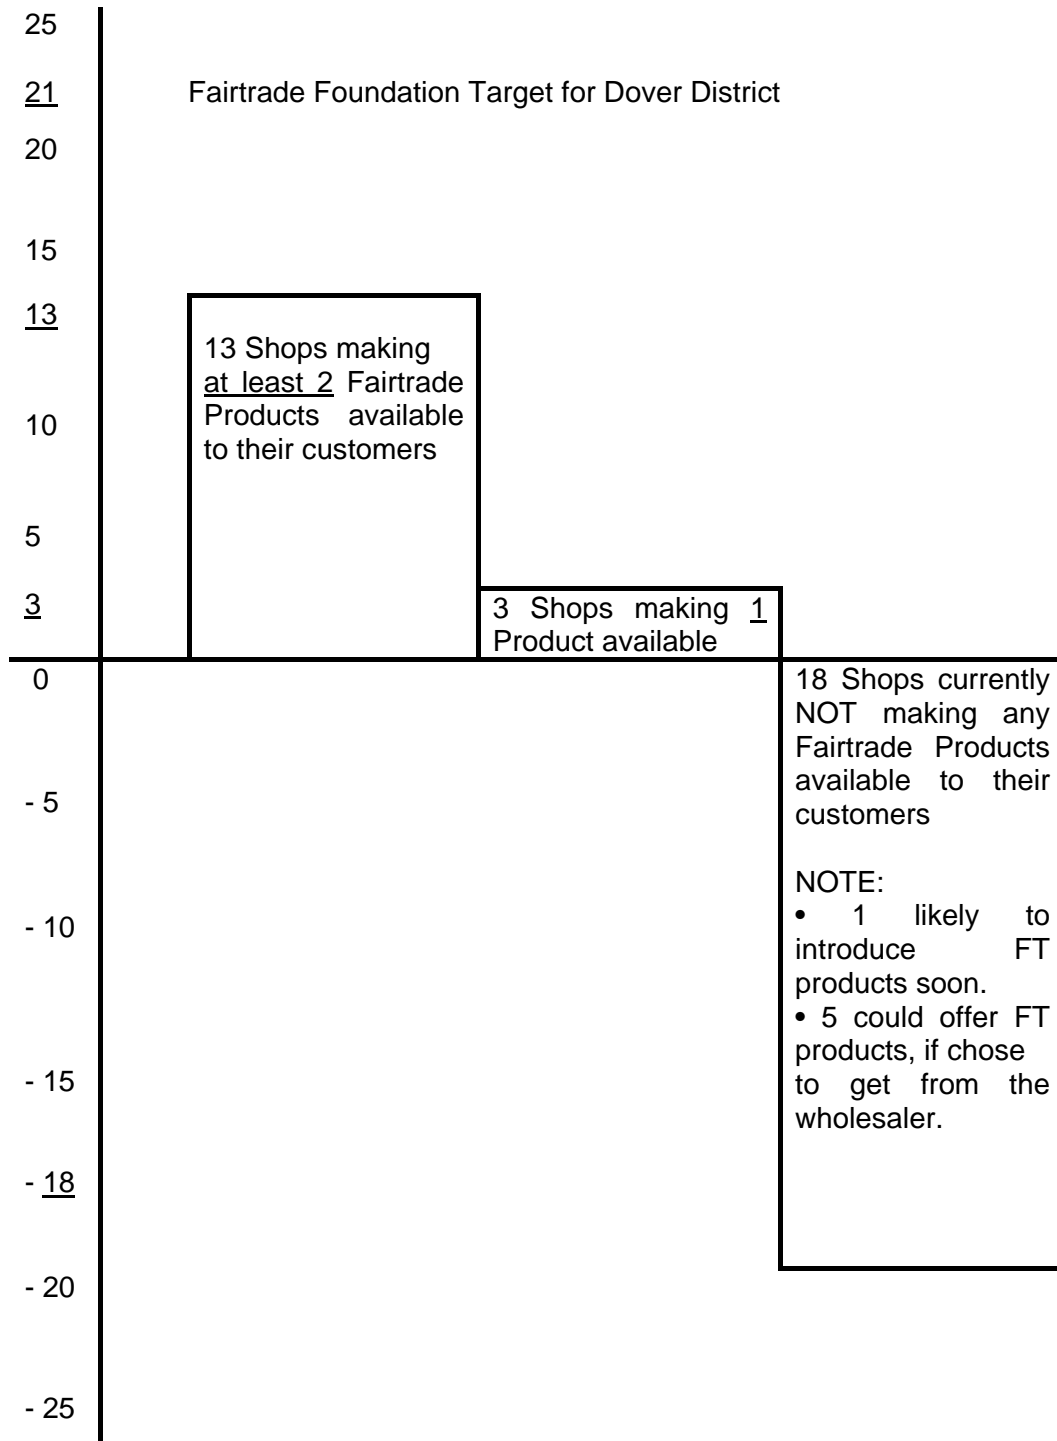 25
21 Fairtrade Foundation Target for Dover District
20
15
13
13 Shops making
at least 2 Fairtrade
Products available
to their customers
10
5
3
3 Shops making 1
Product available
0
18 Shops currently
NOT making any
Fairtrade Products
available to their
customers
NOTE:
• 1 likely to
introduce FT
products soon.
• 5 could offer FT
products, if chose
to get from the
wholesaler.
- 5
- 10
- 15
- 18
- 20
- 25